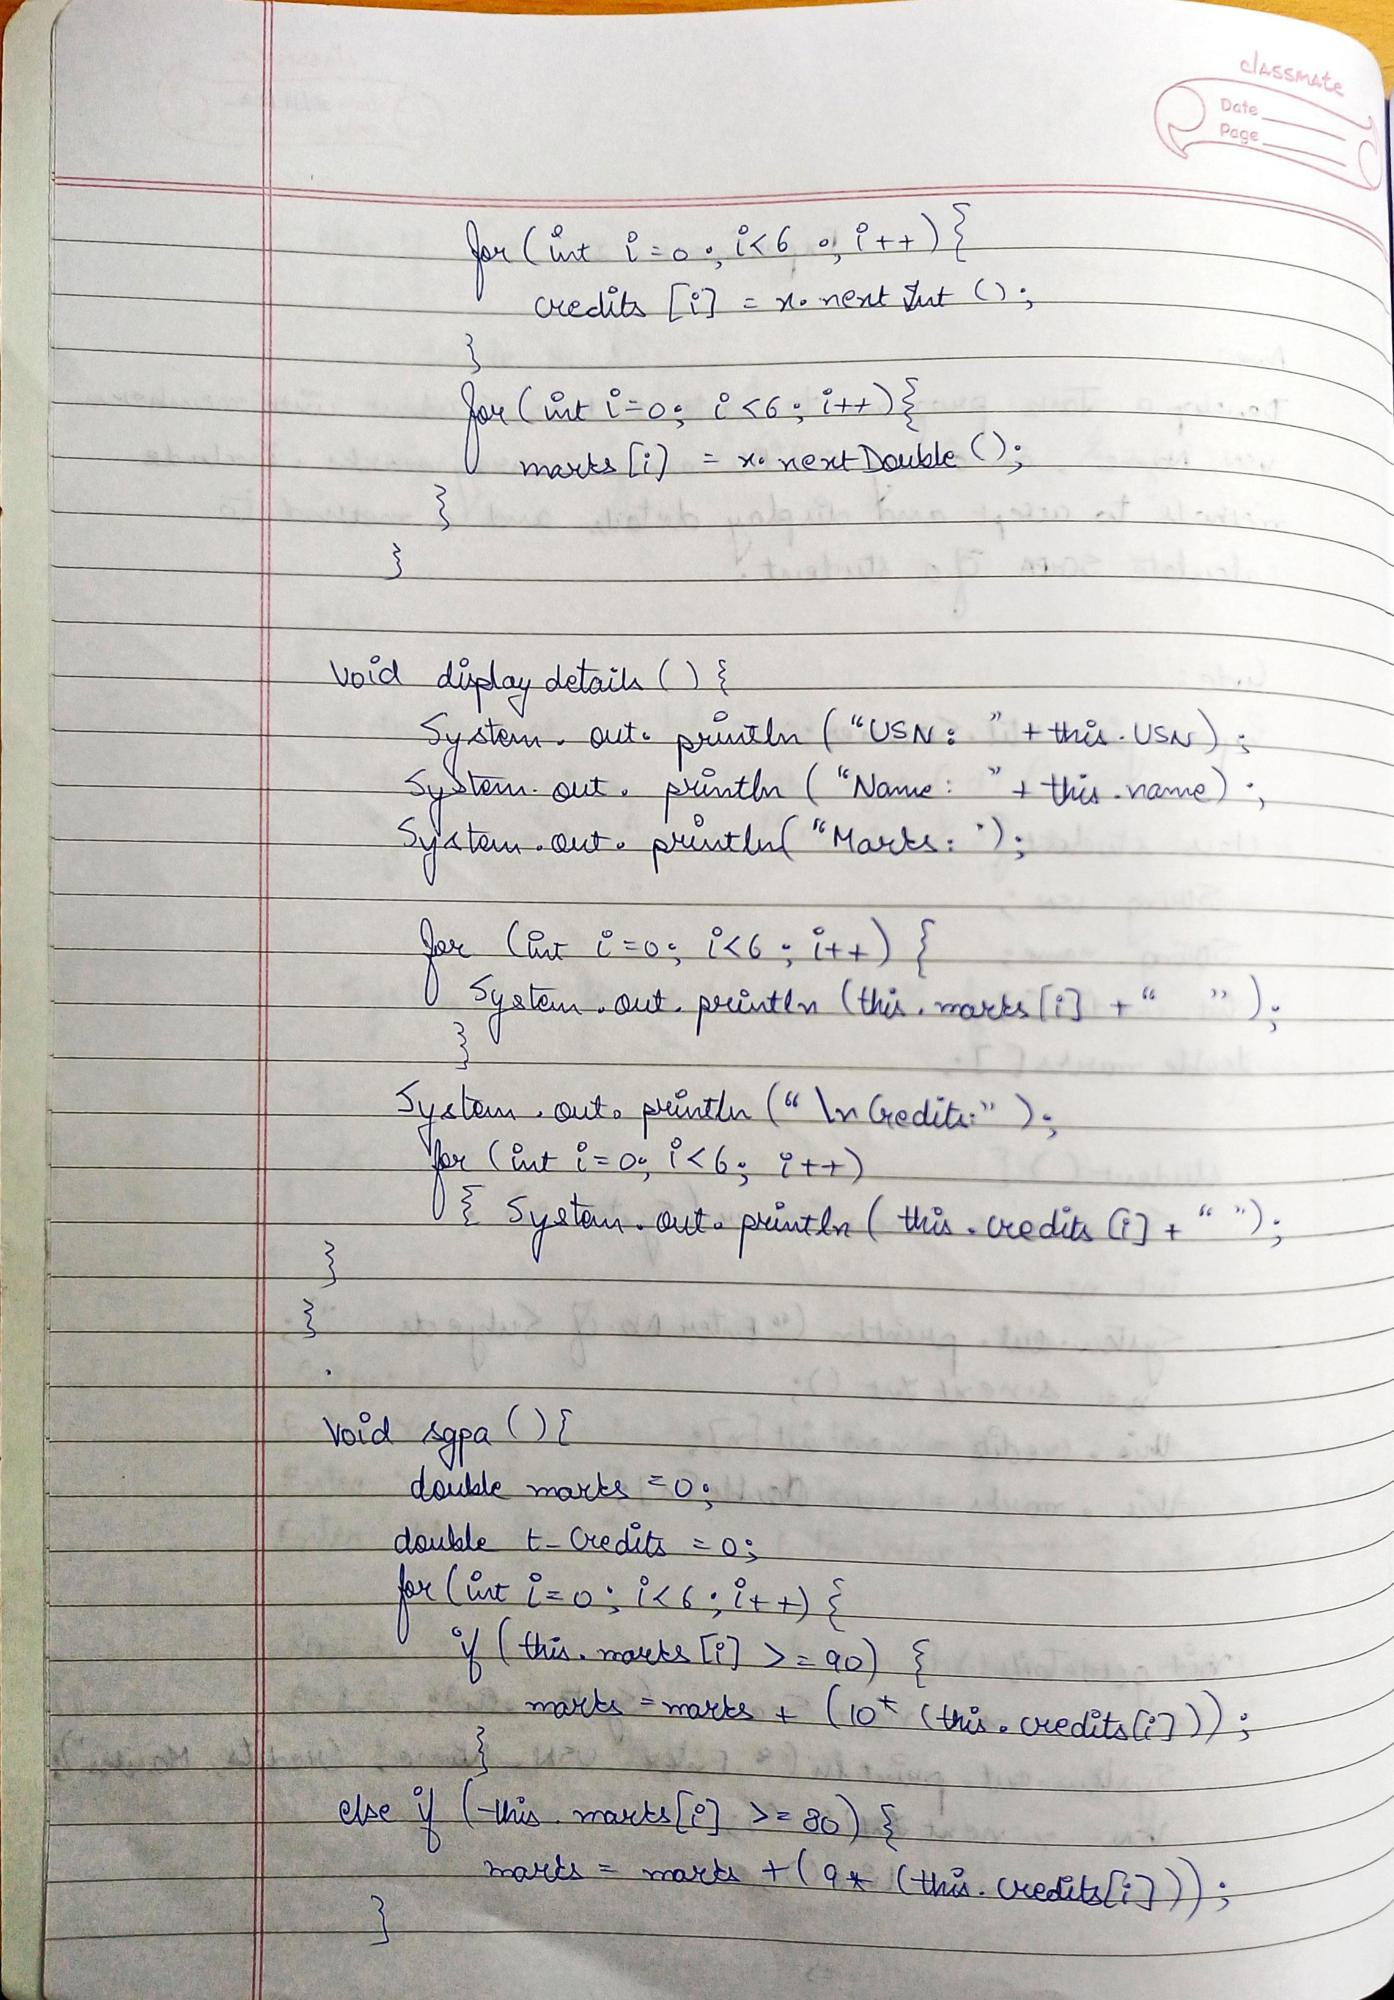 classmate
Date
Page
for(int i=0; i<6; i++){
credits [i] = x.nextInt ();
}
for(int i=0; i<6; i++){
marks[i] = x.nextDouble();
}
}
void displaydetails(){
System.out.println("USN: "+this.USN);
System.out.println("Name: "+this.name);
System.out.println("Marks: ");
for (int i=0; i<6; i++) {
System.out.println(this.marks[i] +" ");
}
System.out.println("\n Credits:");
for (int i=0; i<6; i++)
{ System.out.println(this.credits[i]+" ");
}
}
void sgpa(){
double marks=0;
double t-Credits =0;
for(int i=0; i<6; i++) {
if (this.marks[i] >=90) {
marks =marks + (10* (this.credits[i]));
}
else if (this.marks[i] >=80) {
marks = marks +(9* (this.credits[i]));
}